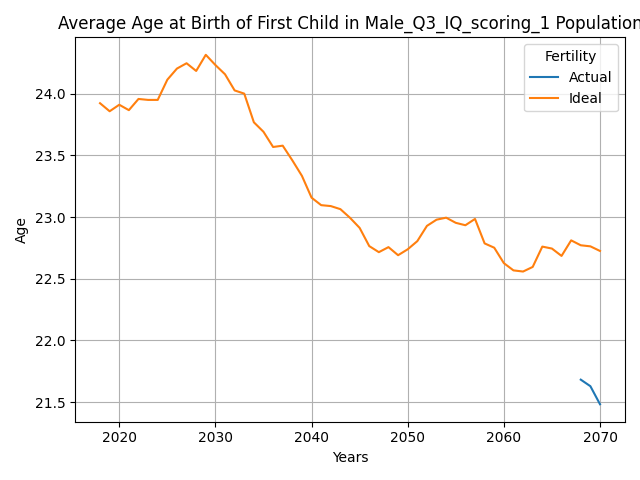 Average Age at Birth of First Child in Male_Q3_IQ_scoring_1 Population
Fertility
Actual
Ideal
24.0
23.5
23.0
22.5
22.0
21.5
Age
2020 2030 2040 2050 2060 2070
Years